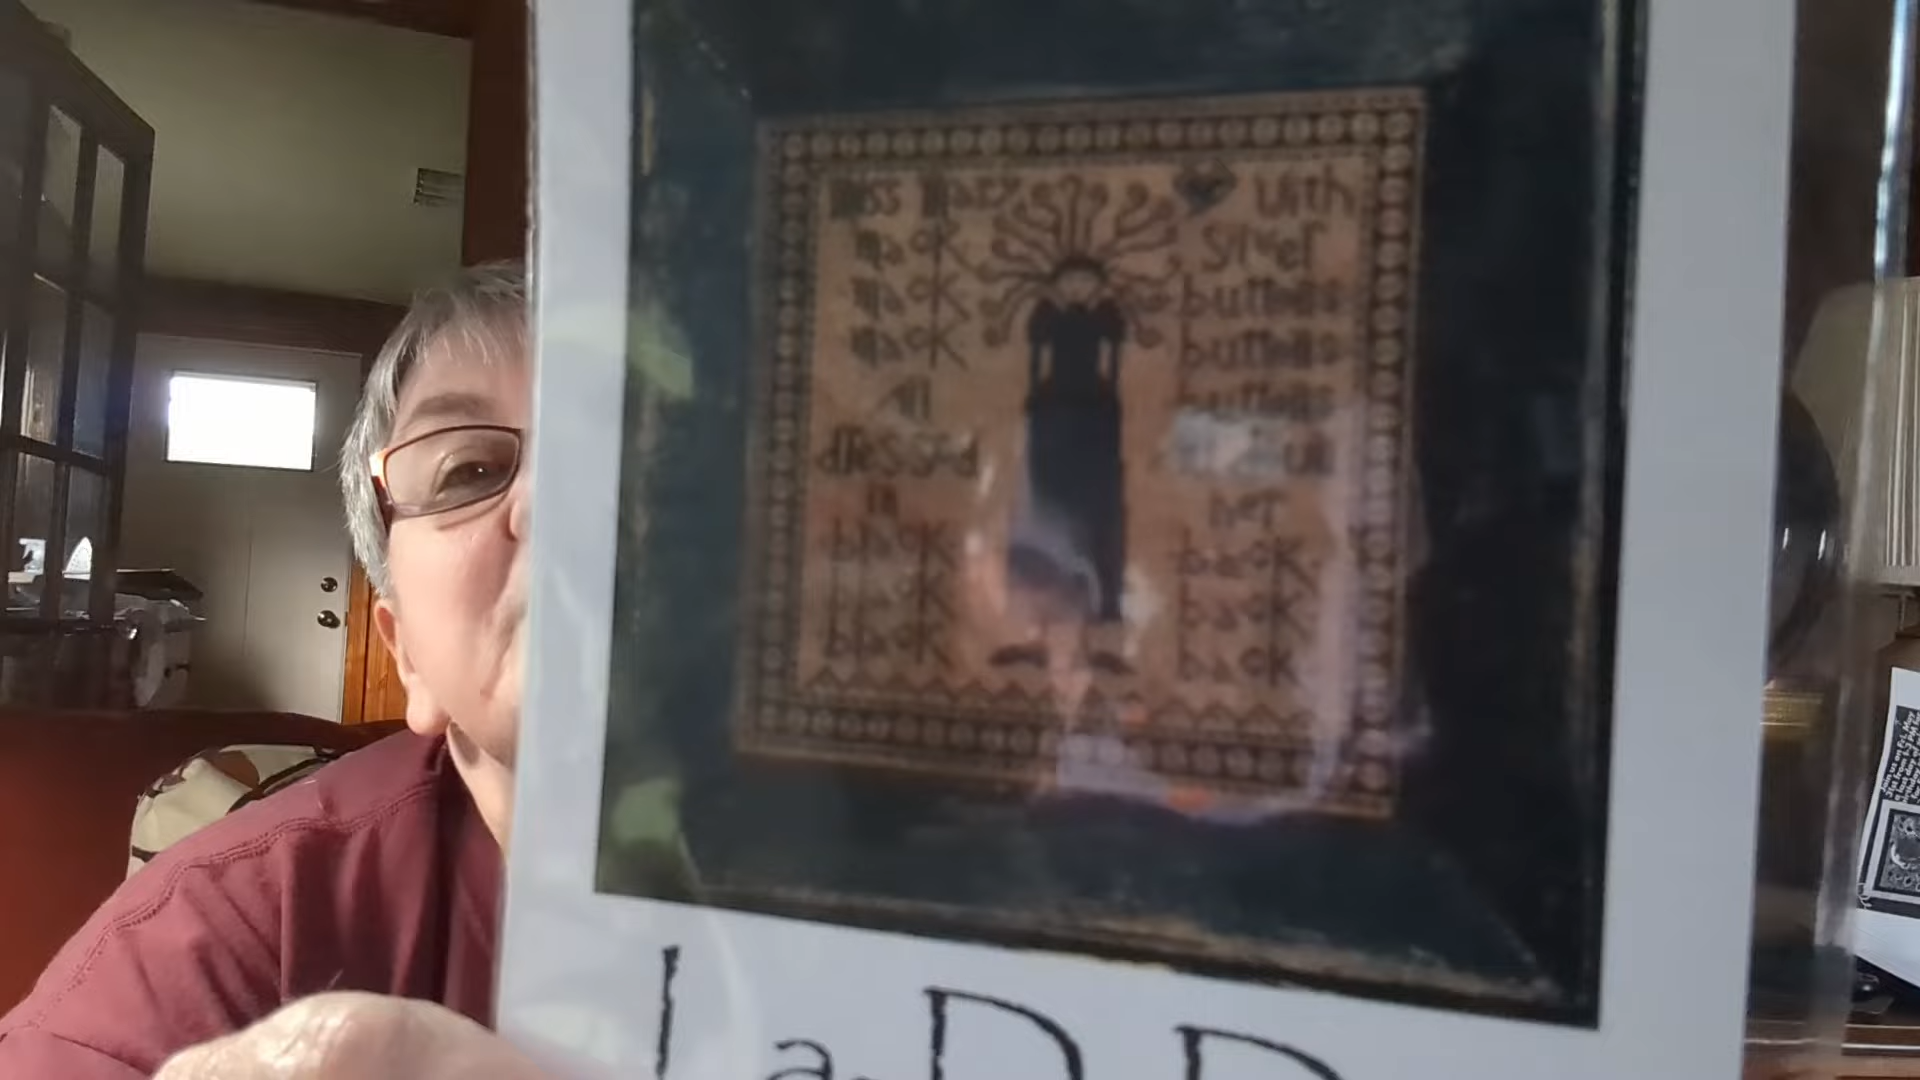 Miss Mary
mack
mack
mack
All
dressed
in
black
black
black
with
silver
buttons
buttons
buttons
her
back
back
back
LaDD